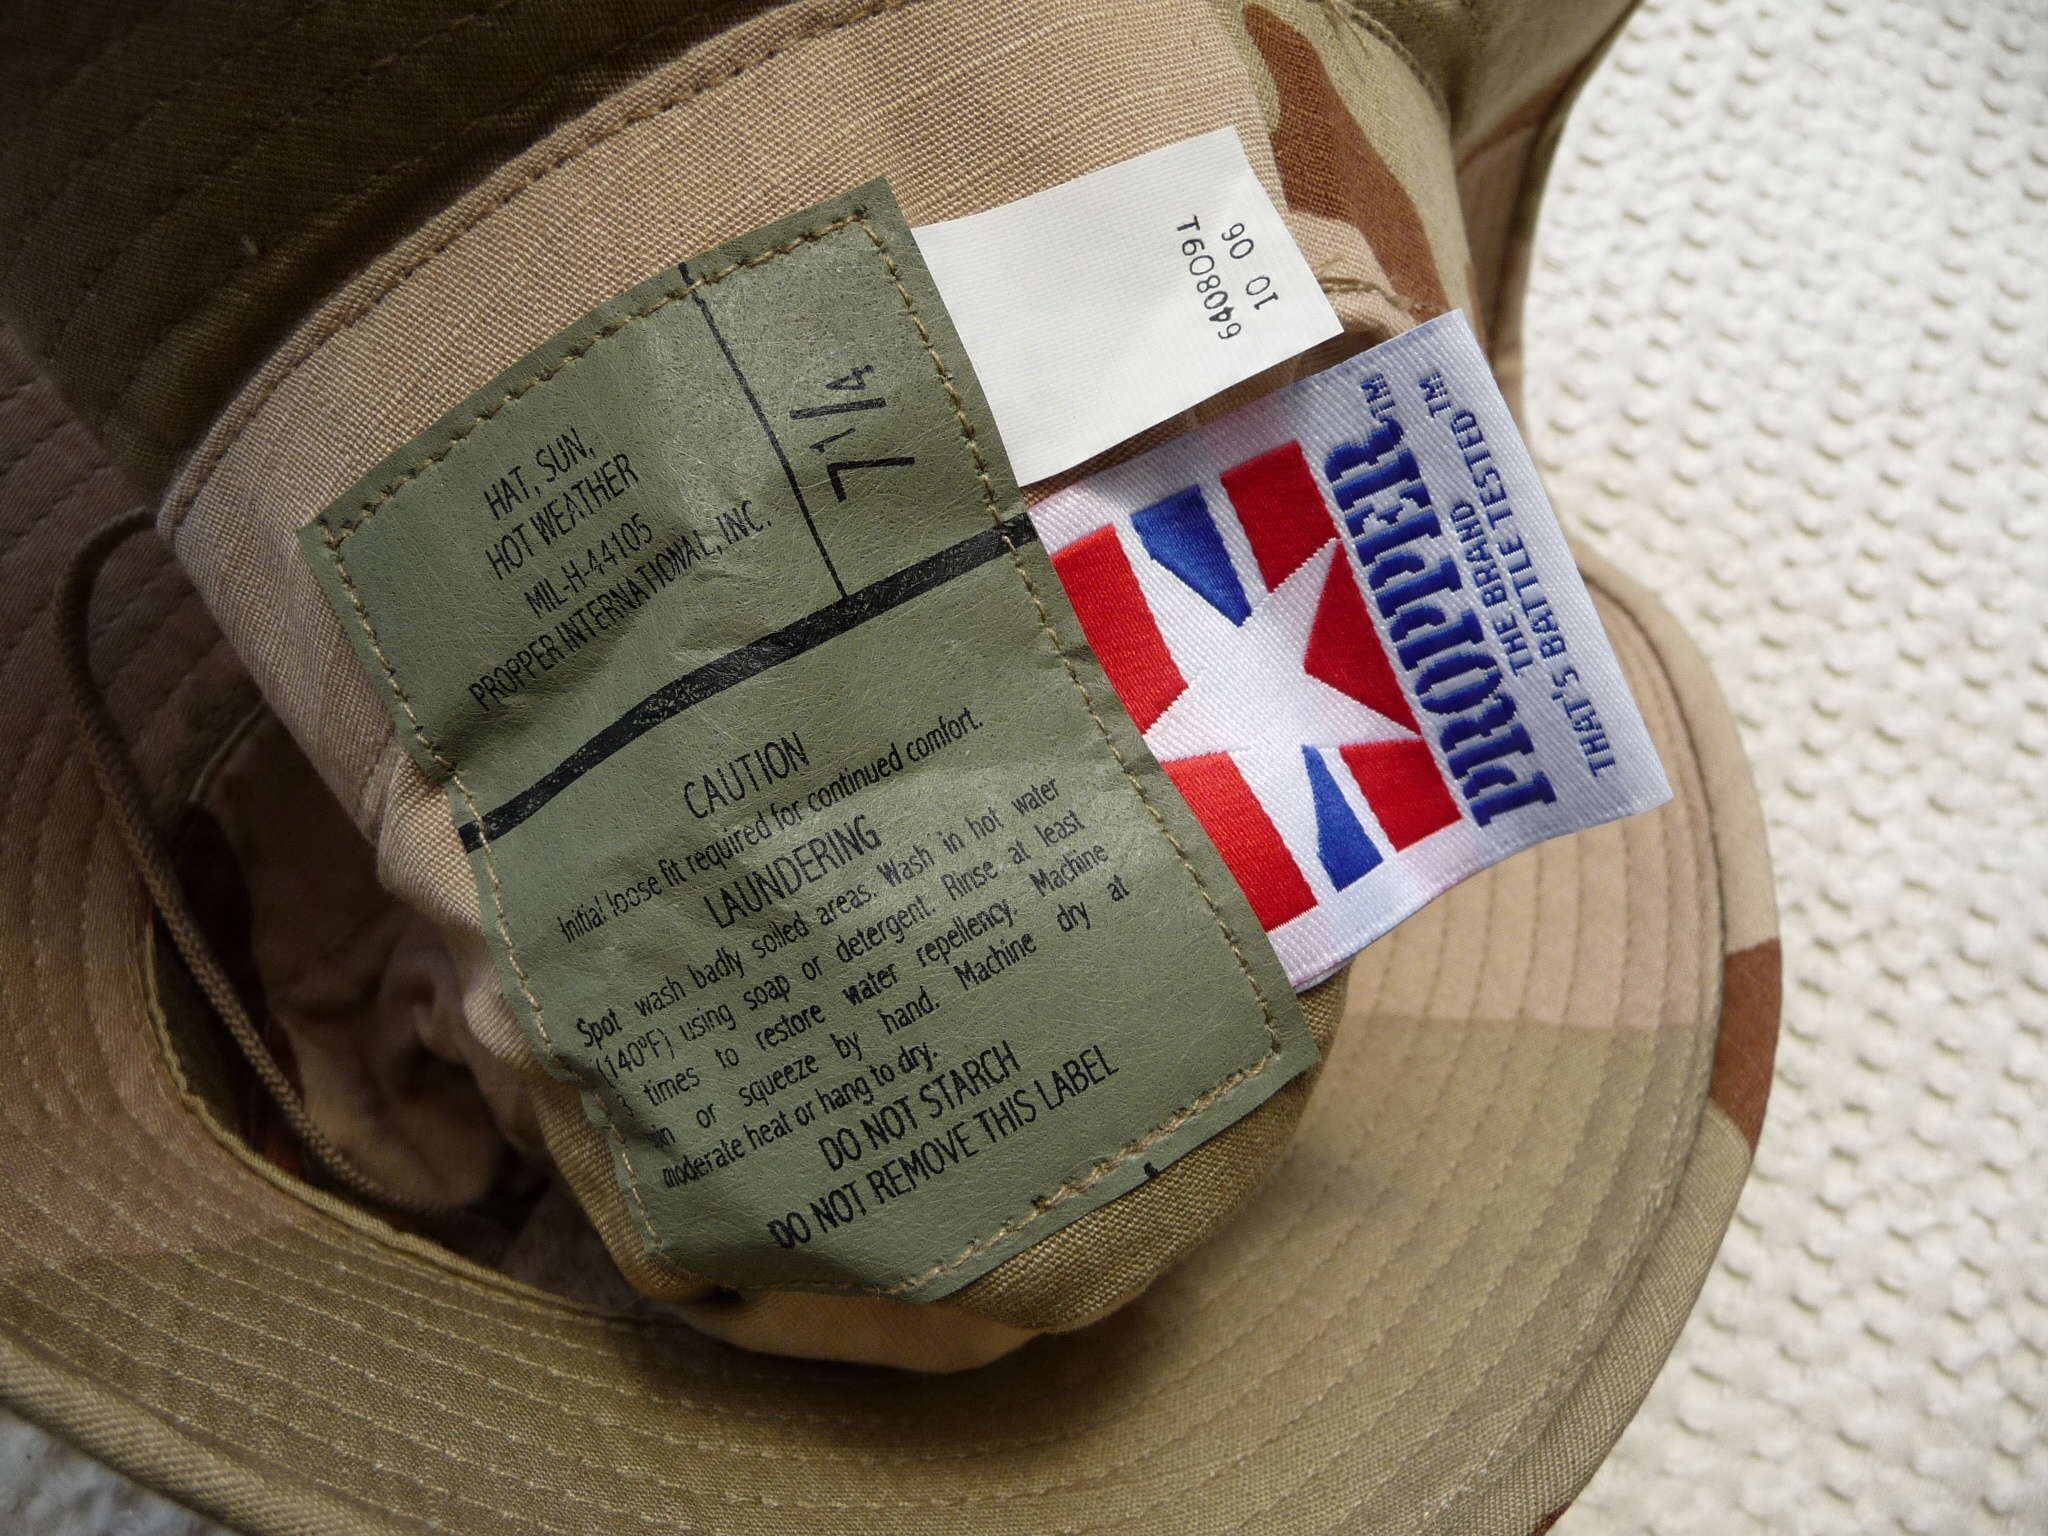 HAT, SUN,
HOT WEATHER
MIL-H-44105
PROPPER INTERNATIONAL, INC.
7 1/4
CAUTION
Initial loose fit required for continued comfort.
LAUNDERING
Spot wash badly soiled areas. Wash in hot water
(140°F) using soap or detergent. Rinse at least
3 times to restore water repellency. Machine
or squeeze by hand. Machine dry at
moderate heat or hang to dry.
DO NOT STARCH
DO NOT REMOVE THIS LABEL
6408091
10 06
PROPPER™
THE BRAND
THAT'S BATTLE TESTED™